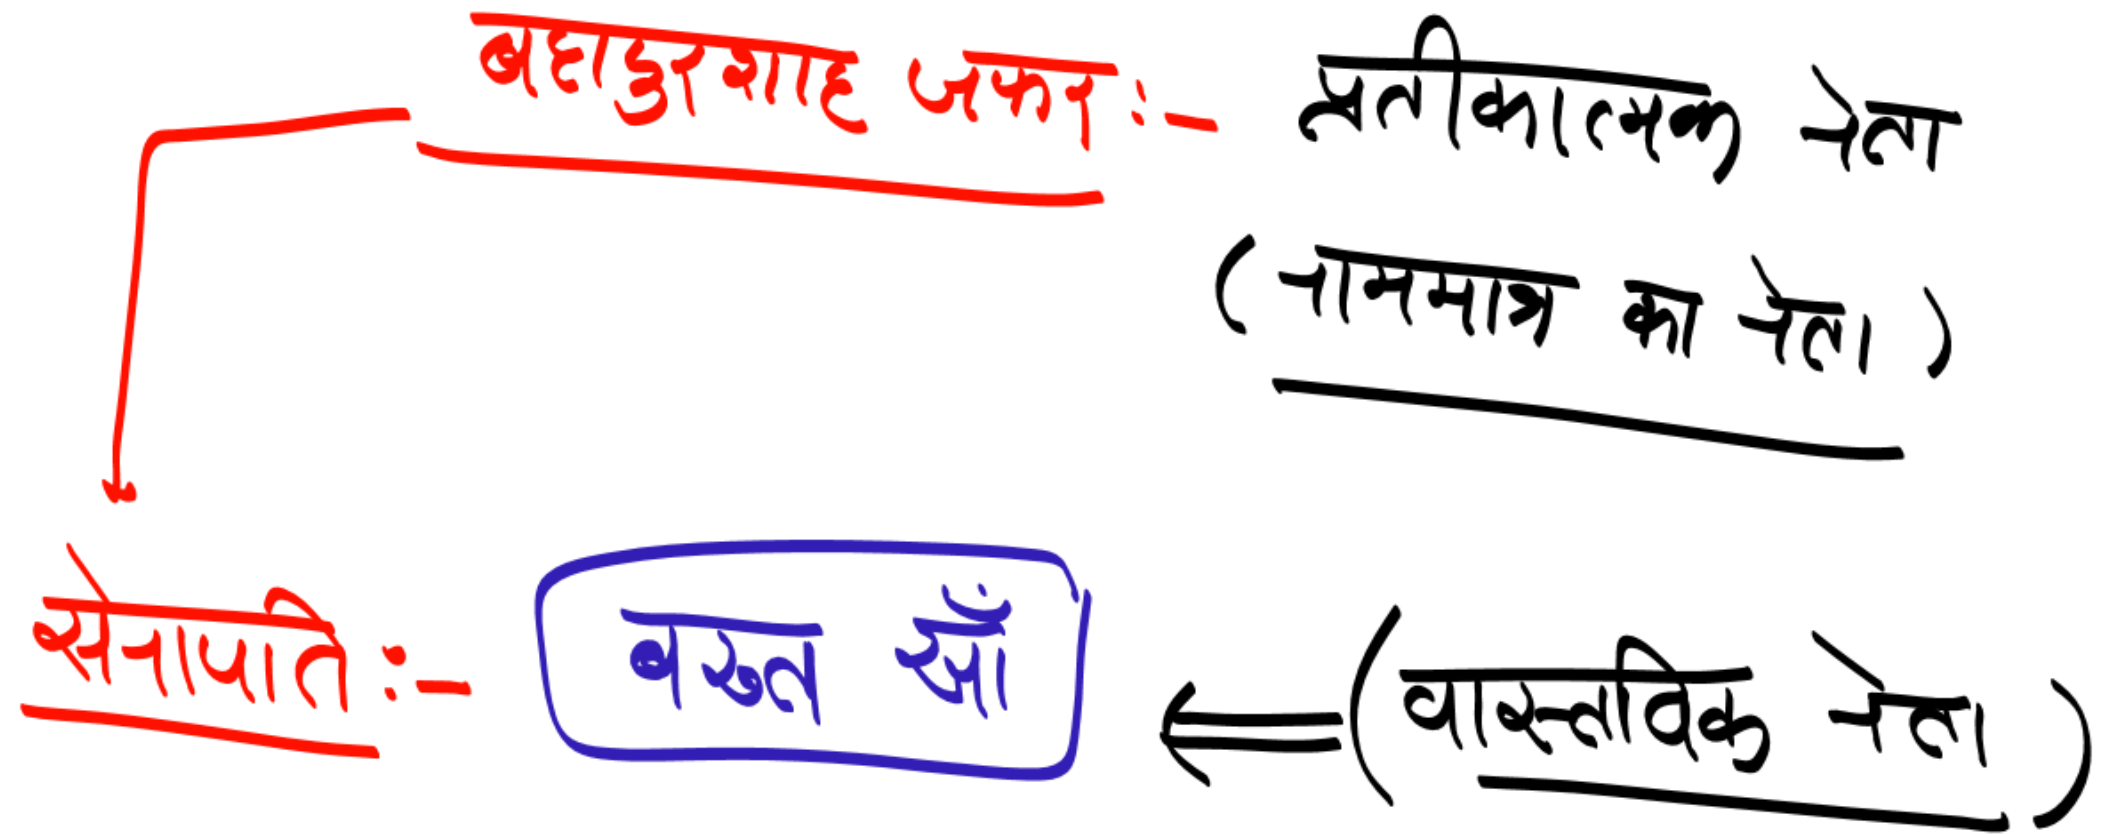 बहादुरशाह जफर :- प्रतीकात्मक नेता
(नाममात्र का नेता)
सेनापति :- बख्त खाँ (वास्तविक नेता)